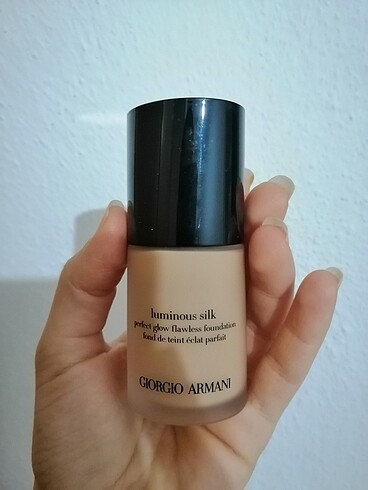 luminous silk
perfect glow flawless foundation
fond de teint éclat parfait
GIORGIO ARMANI